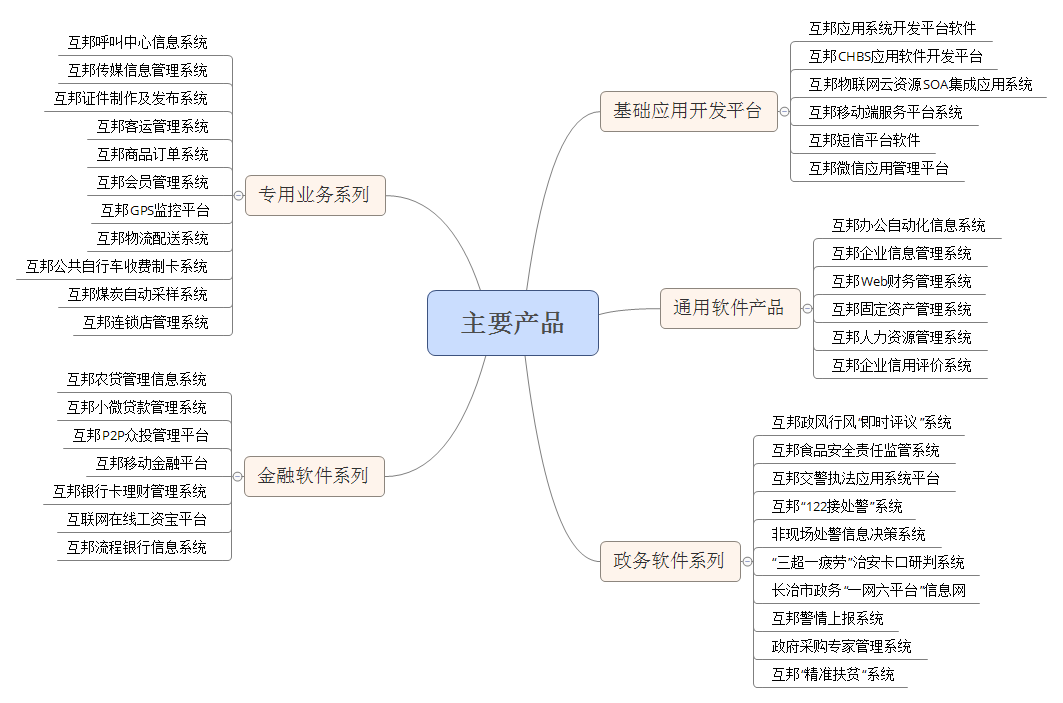 主要产品
基础应用开发平台
互邦应用系统开发平台软件
互邦CHBS应用软件开发平台
互邦物联网云资源SOA集成应用系统
互邦移动端服务平台系统
互邦短信平台软件
互邦微信应用管理平台
通用软件产品
互邦办公自动化信息系统
互邦企业信息管理系统
互邦Web财务管理系统
互邦固定资产管理系统
互邦人力资源管理系统
互邦企业信用评价系统
政务软件系列
互邦政风行风“即时评议”系统
互邦食品安全责任监管系统
互邦交警执法应用系统平台
互邦“122接处警”系统
非现场处警信息决策系统
“三超一疲劳”治安卡口研判系统
长治市政务“一网六平台”信息网
互邦警情上报系统
政府采购专家管理系统
互邦“精准扶贫”系统
专用业务系列
互邦呼叫中心信息系统
互邦传媒信息管理系统
互邦证件制作及发布系统
互邦客运管理系统
互邦商品订单系统
互邦会员管理系统
互邦GPS监控平台
互邦物流配送系统
互邦公共自行车收费制卡系统
互邦煤炭自动采样系统
互邦连锁店管理系统
金融软件系列
互邦农贷管理信息系统
互邦小微贷款管理系统
互邦P2P众投管理平台
互邦移动金融平台
互邦银行卡理财管理系统
互联网在线工资宝平台
互邦流程银行信息系统